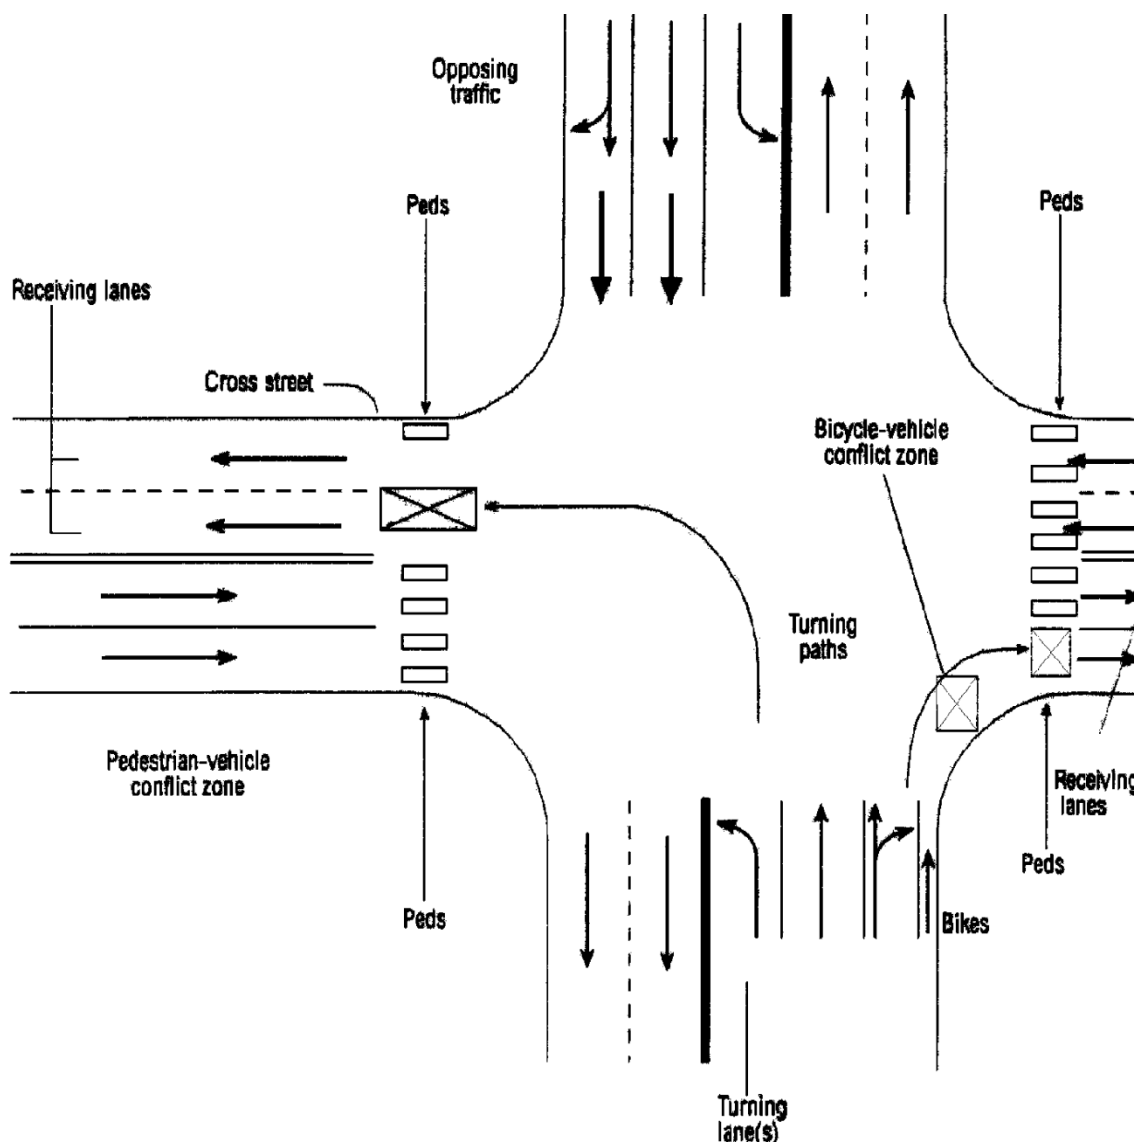 Opposing
traffic
Peds
Peds
Receiving lanes
Cross street
Bicycle-vehicle
conflict zone
Turning
paths
Pedestrian-vehicle
conflict zone
Receiving
lanes
Peds
Peds
Bikes
Turning
lane(s)